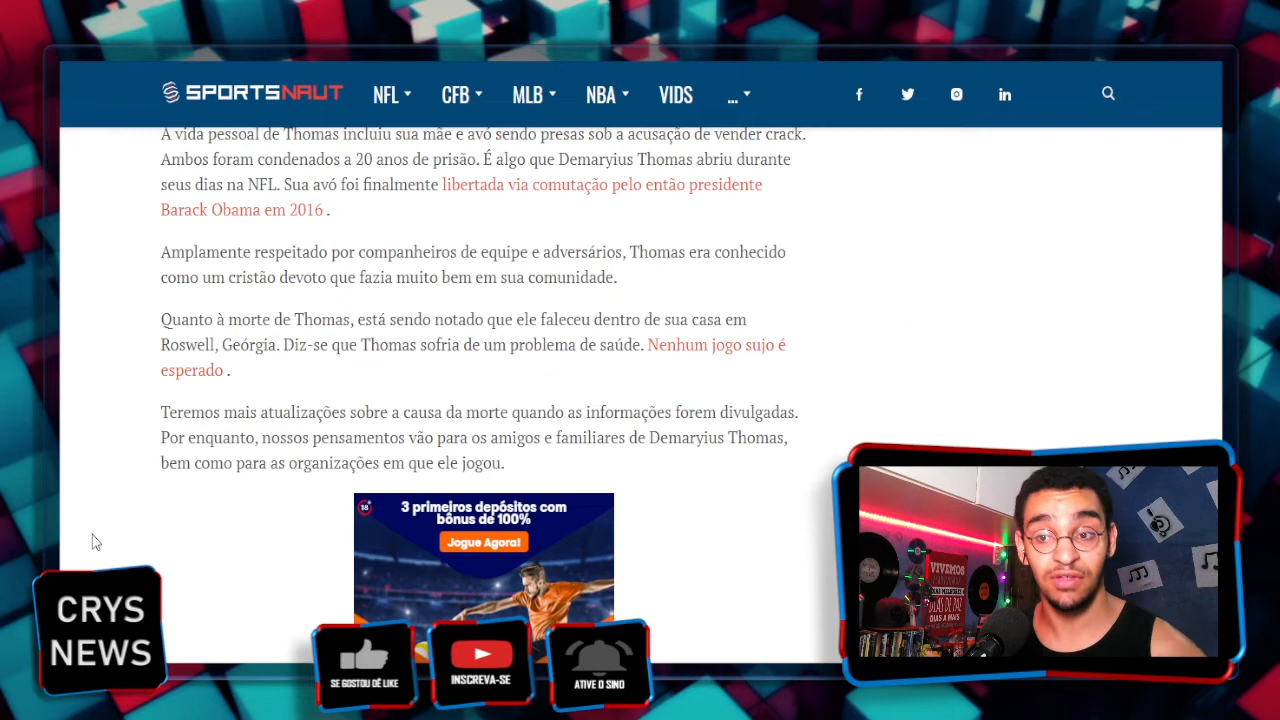 SPORTSNAUT NFL CFB MLB NBA VIDS ...
A vida pessoal de Thomas incluiu sua mãe e avó sendo presas sob a acusação de vender crack.
Ambos foram condenados a 20 anos de prisão. É algo que Demaryius Thomas abriu durante
seus dias na NFL. Sua avó foi finalmente libertada via comutação pelo então presidente
Barack Obama em 2016 .
Amplamente respeitado por companheiros de equipe e adversários, Thomas era conhecido
como um cristão devoto que fazia muito bem em sua comunidade.
Quanto à morte de Thomas, está sendo notado que ele faleceu dentro de sua casa em
Roswell, Geórgia. Diz-se que Thomas sofria de um problema de saúde. Nenhum jogo sujo é
esperado .
Teremos mais atualizações sobre a causa da morte quando as informações forem divulgadas.
Por enquanto, nossos pensamentos vão para os amigos e familiares de Demaryius Thomas,
bem como para as organizações em que ele jogou.
18+
3 primeiros depósitos com
bônus de 100%
Jogue Agora!
VIVEMOS
DIAS A MAIS
CRYS
NEWS
SE GOSTOU DÊ LIKE
INSCREVA-SE
ATIVE O SINO